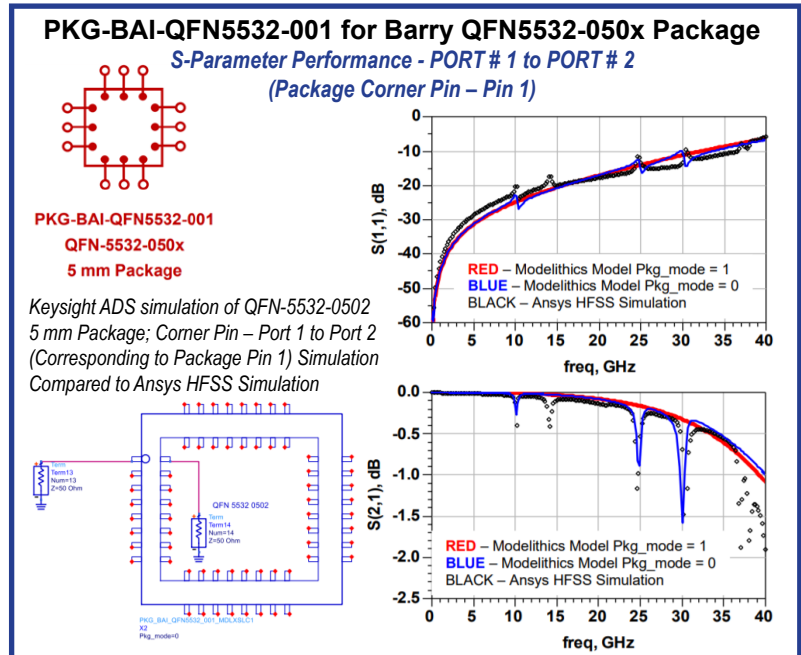 PKG-BAI-QFN5532-001 for Barry QFN5532-050x Package
S-Parameter Performance - PORT # 1 to PORT # 2
(Package Corner Pin – Pin 1)
PKG-BAI-QFN5532-001
QFN-5532-050x
5 mm Package
Keysight ADS simulation of QFN-5532-0502
5 mm Package; Corner Pin – Port 1 to Port 2
(Corresponding to Package Pin 1) Simulation
Compared to Ansys HFSS Simulation
Term
Term13
Num=13
Z=50 Ohm
QFN 5532 0502
Term
Term14
Num=14
Z=50 Ohm
PKG_BAI_QFN5532_001_MDLXSLC1
X2
Pkg_mode=0
S(1,1), dB
0
-10
-20
-30
-40
-50
-60
RED – Modelithics Model Pkg_mode = 1
BLUE – Modelithics Model Pkg_mode = 0
BLACK – Ansys HFSS Simulation
0 5 10 15 20 25 30 35 40
freq, GHz
S(2,1), dB
0.0
-0.5
-1.0
-1.5
-2.0
-2.5
RED – Modelithics Model Pkg_mode = 1
BLUE – Modelithics Model Pkg_mode = 0
BLACK – Ansys HFSS Simulation
0 5 10 15 20 25 30 35 40
freq, GHz